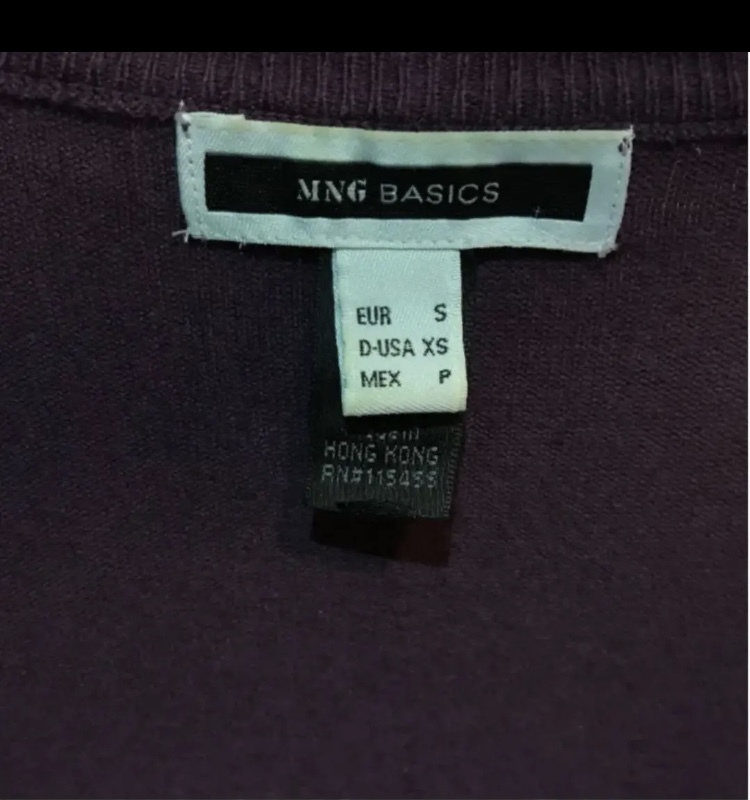 MNG BASICS
EUR S
D-USA XS
MEX P
HONG KONG
RN#115455